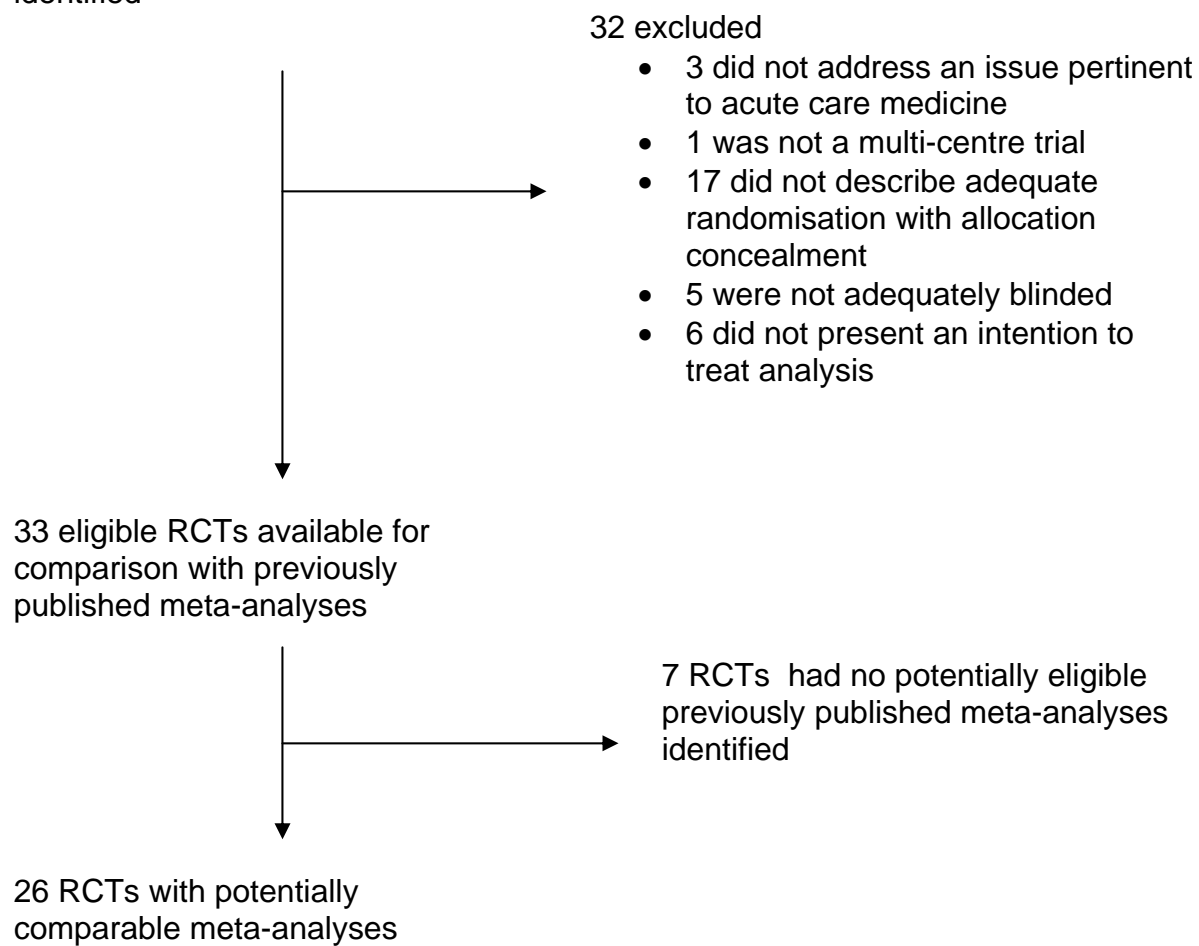 identified
32 excluded
• 3 did not address an issue pertinent
to acute care medicine
• 1 was not a multi-centre trial
• 17 did not describe adequate
randomisation with allocation
concealment
• 5 were not adequately blinded
• 6 did not present an intention to
treat analysis
33 eligible RCTs available for
comparison with previously
published meta-analyses
7 RCTs had no potentially eligible
previously published meta-analyses
identified
26 RCTs with potentially
comparable meta-analyses